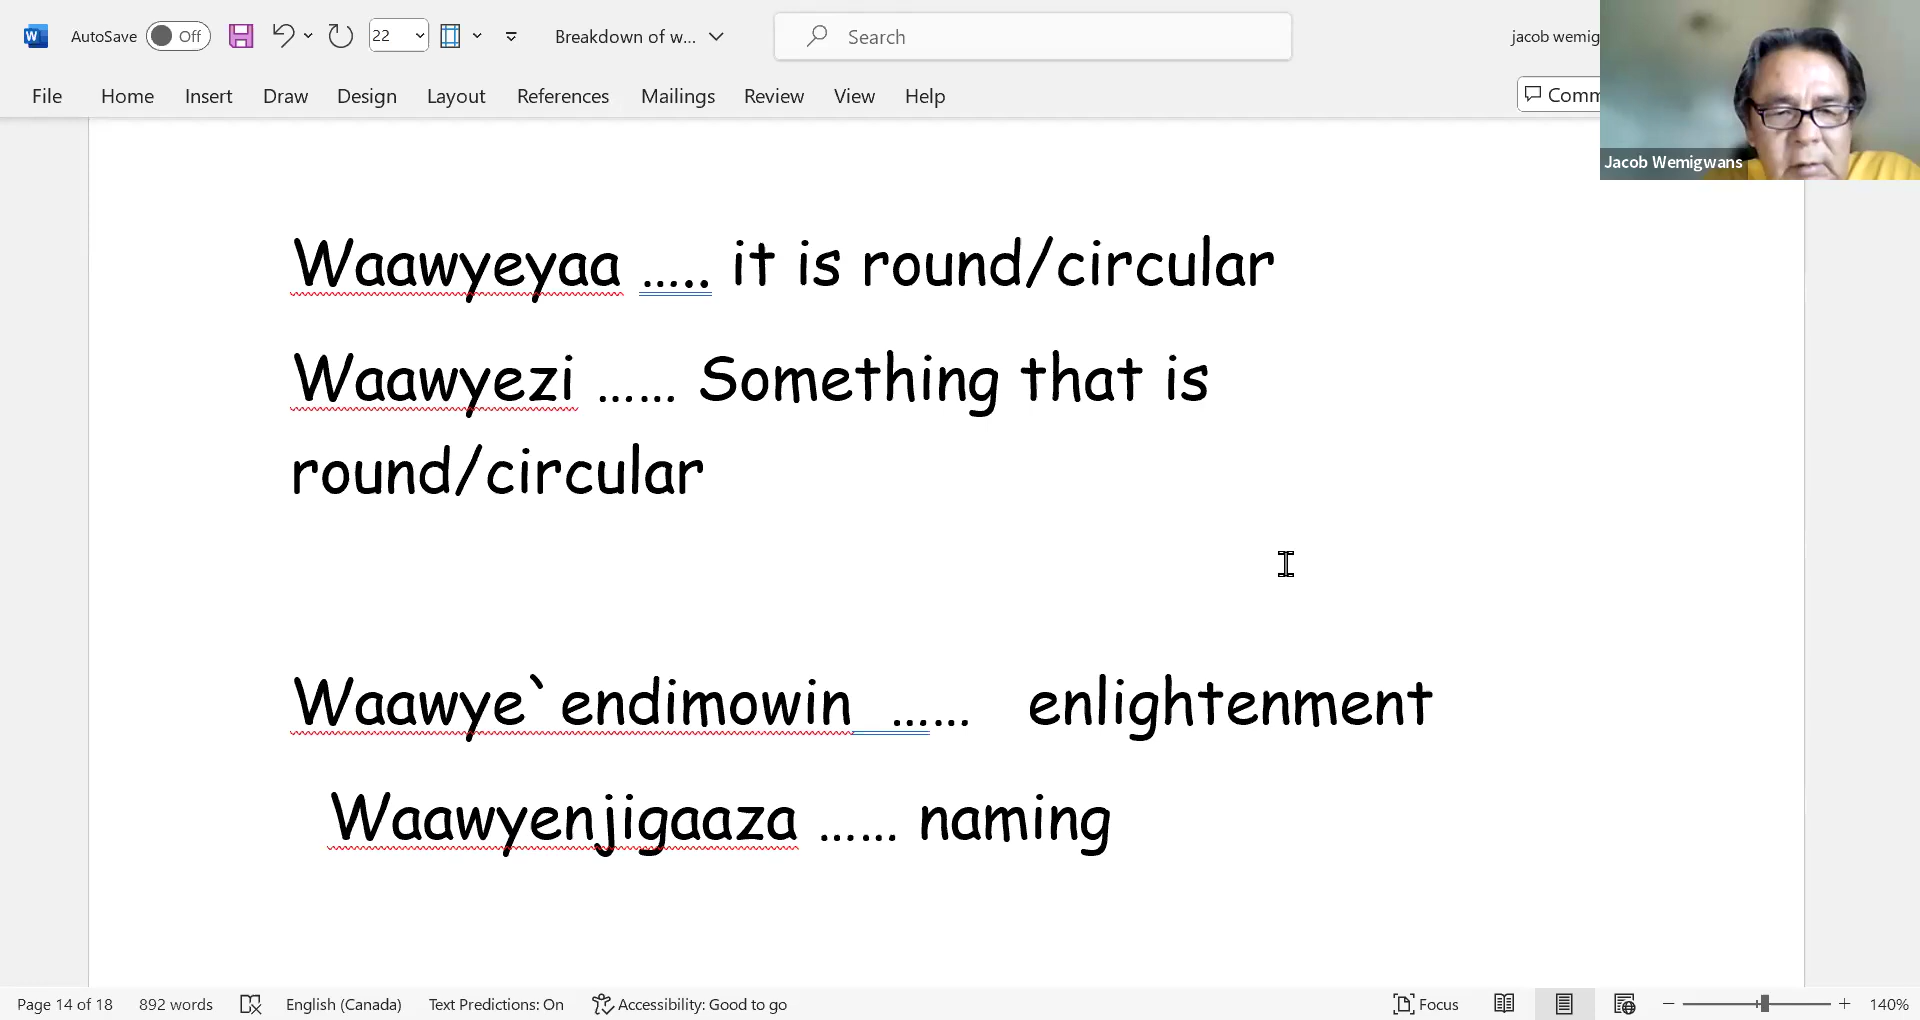 AutoSave Off 22 Breakdown of w... Search jacob wemig
File Home Insert Draw Design Layout References Mailings Review View Help Comm
Jacob Wemigwans
Waawyeyaa ..... it is round/circular
Waawyezi ...... Something that is
round/circular
Waawye`endimowin ...... enlightenment
Waawyenjigaaza ...... naming
Page 14 of 18 892 words English (Canada) Text Predictions: On Accessibility: Good to go Focus 140%